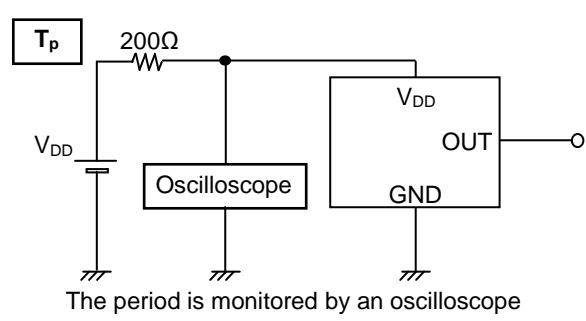 Tp
200Ω
VDD
VDD
OUT
Oscilloscope
GND
The period is monitored by an oscilloscope